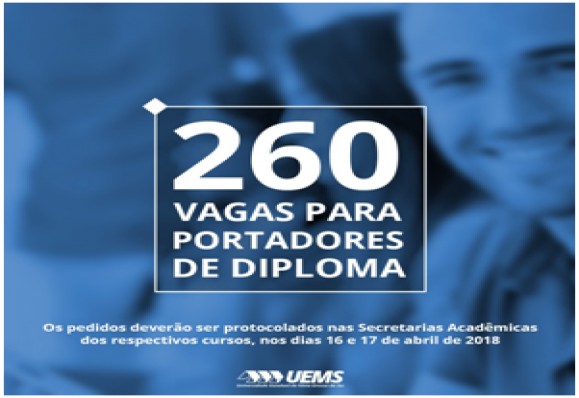 260
VAGAS PARA
PORTADORES
DE DIPLOMA
Os pedidos deverão ser protocolados nas Secretarias Acadêmicas
dos respectivos cursos, nos dias 16 e 17 de abril de 2018
UEMS